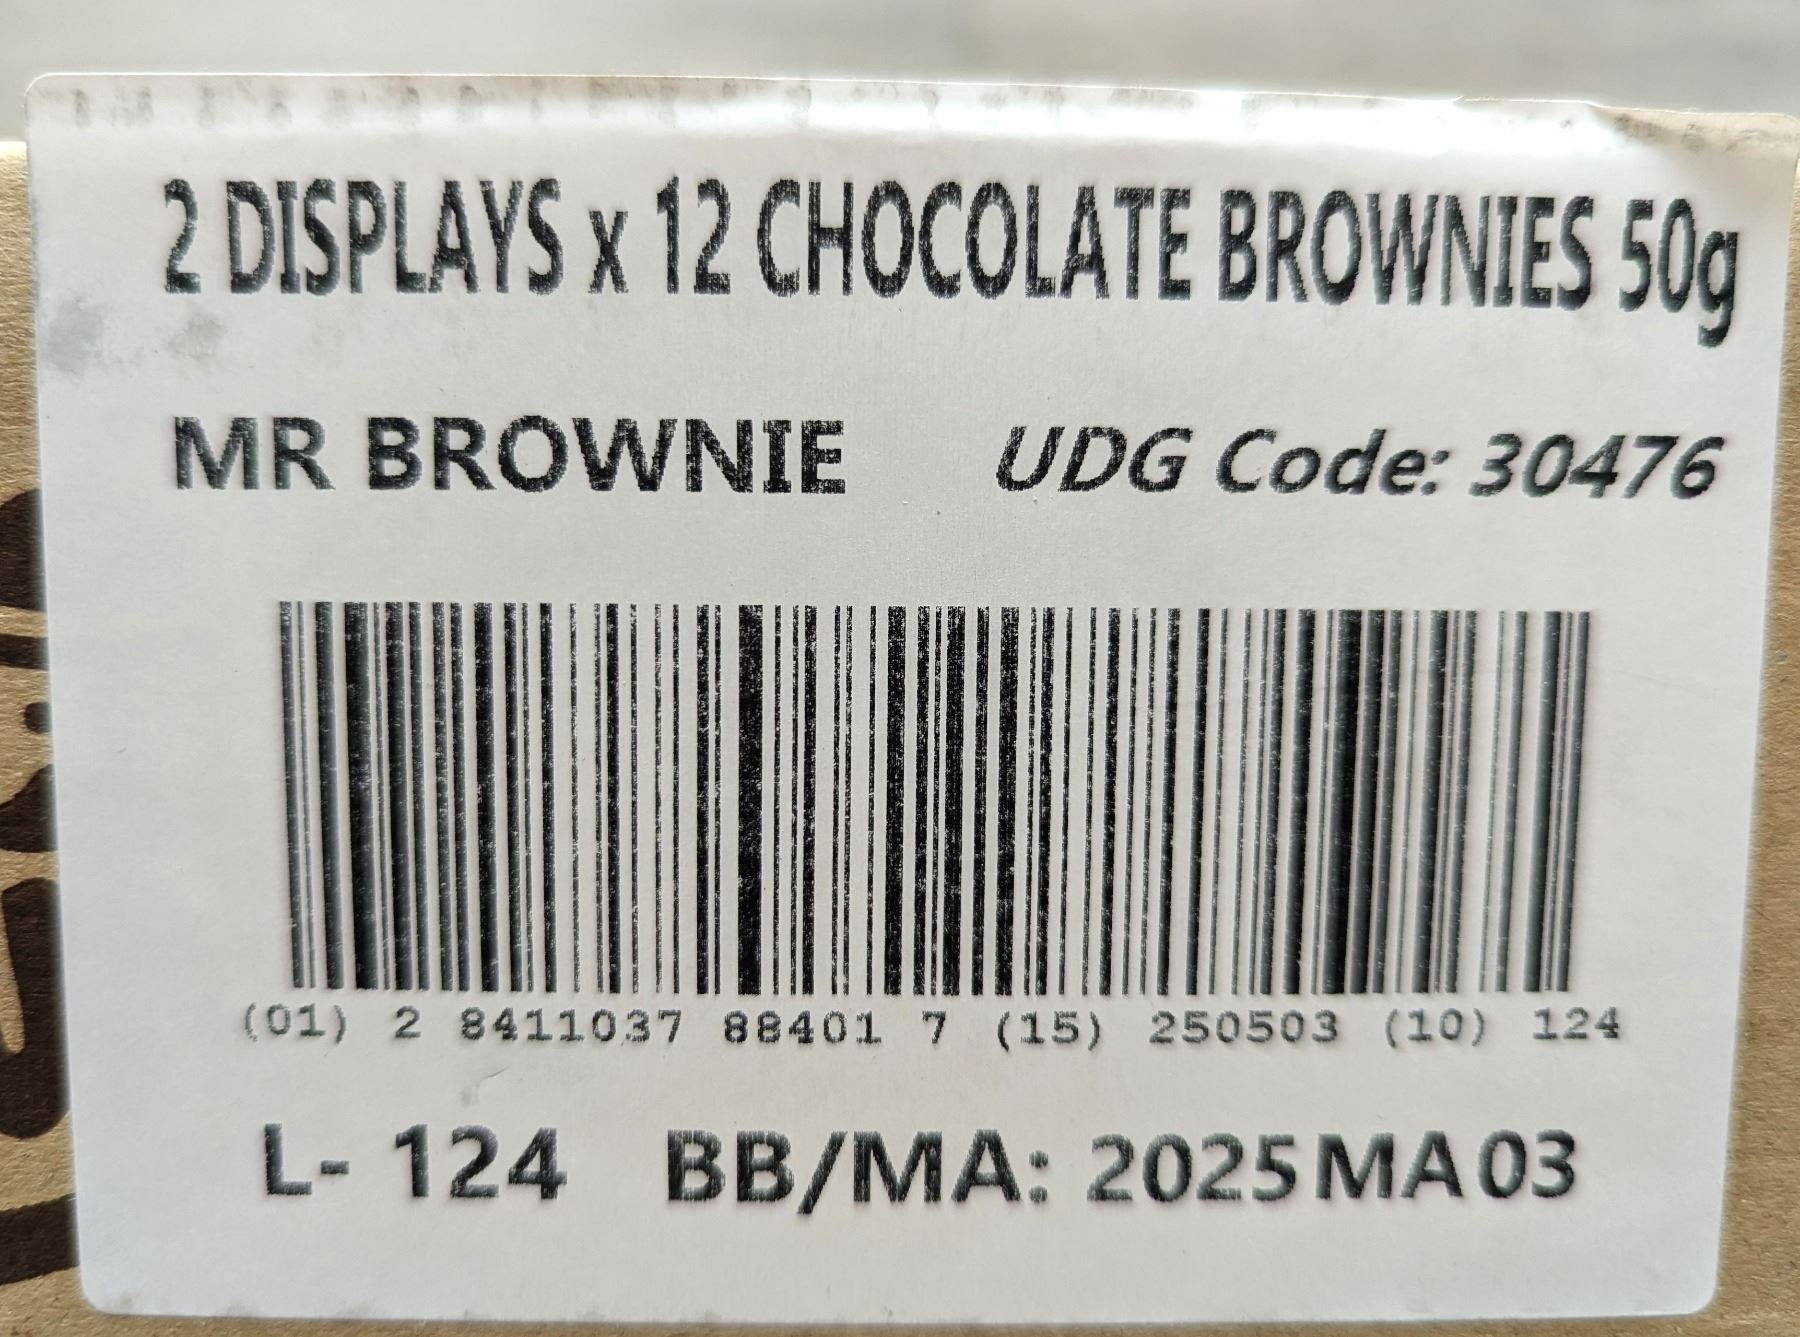 2 DISPLAYS x 12 CHOCOLATE BROWNIES 50g
MR BROWNIE UDG Code: 30476
(01) 2 8411037 88401 7 (15) 250503 (10) 124
L- 124 BB/MA: 2025MA03